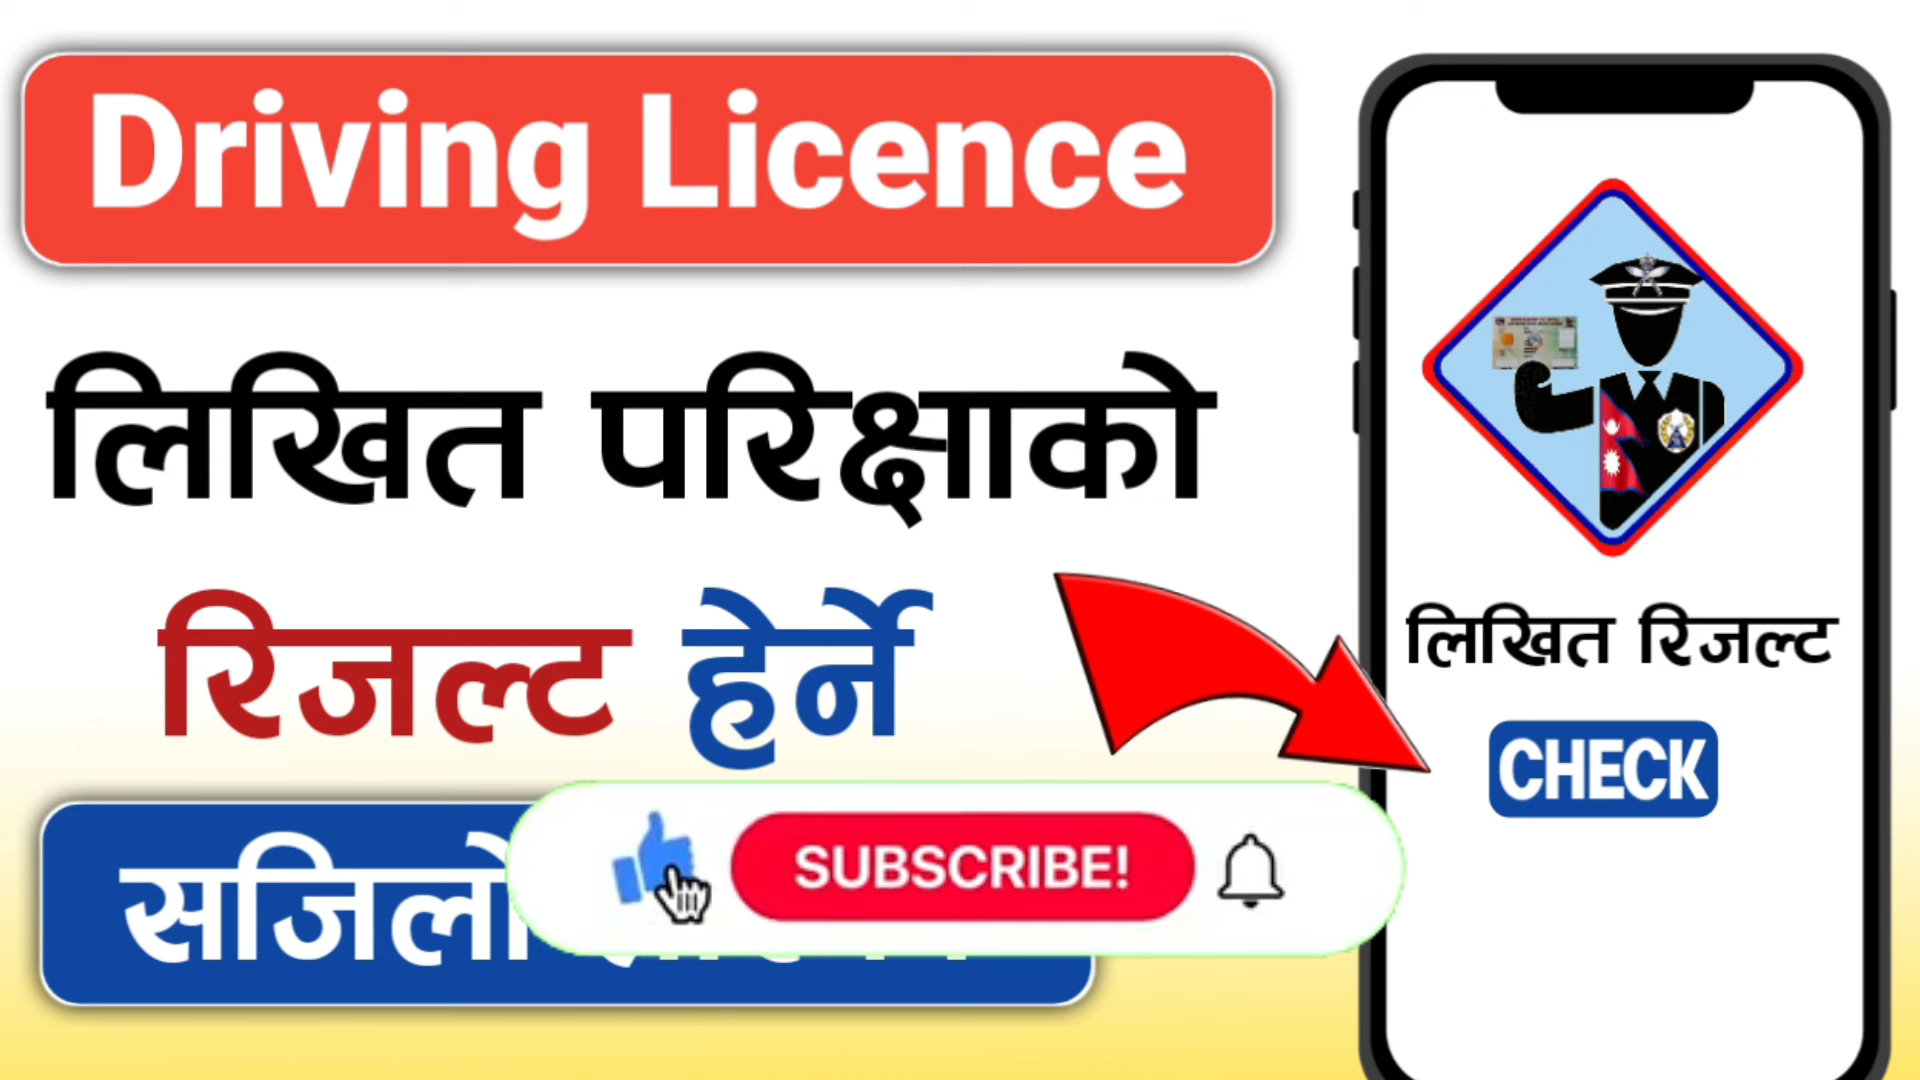 Driving Licence
लिखित परिक्षाको
रिजल्ट हेर्ने
सजिलो
SUBSCRIBE!
लिखित रिजल्ट
CHECK